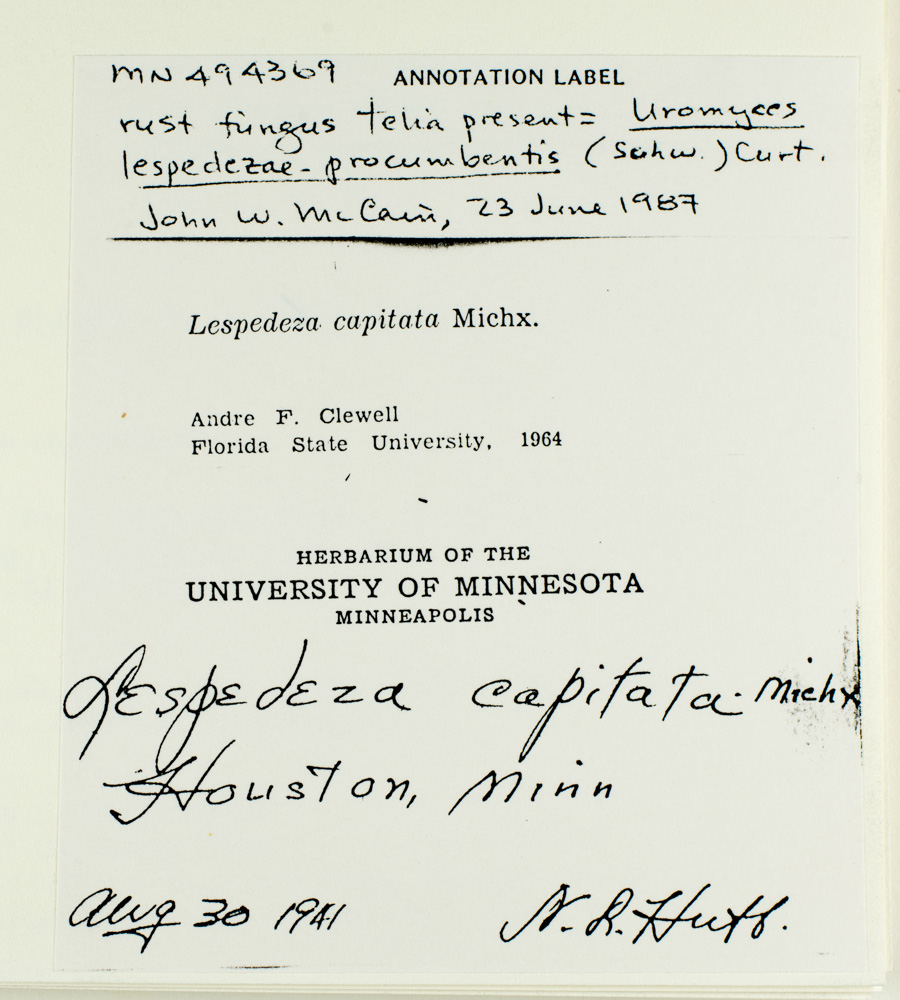 MN 494369 ANNOTATION LABEL
rust fungus telia present = Uromyces
lespedezae-procumbentis (Schw.) Curt.
John W. McCain, 23 June 1987
Lespedeza capitata Michx.
Andre F. Clewell
Florida State University, 1964
HERBARIUM OF THE
UNIVERSITY OF MINNESOTA
MINNEAPOLIS
Lespedeza capitata Michx
Houston, Minn
Aug 30 1941 N. L. Huff.